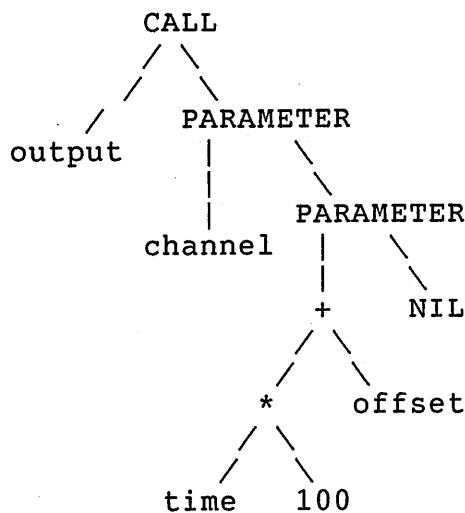 CALL
PARAMETER
output
PARAMETER
channel
+ NIL
* offset
time 100